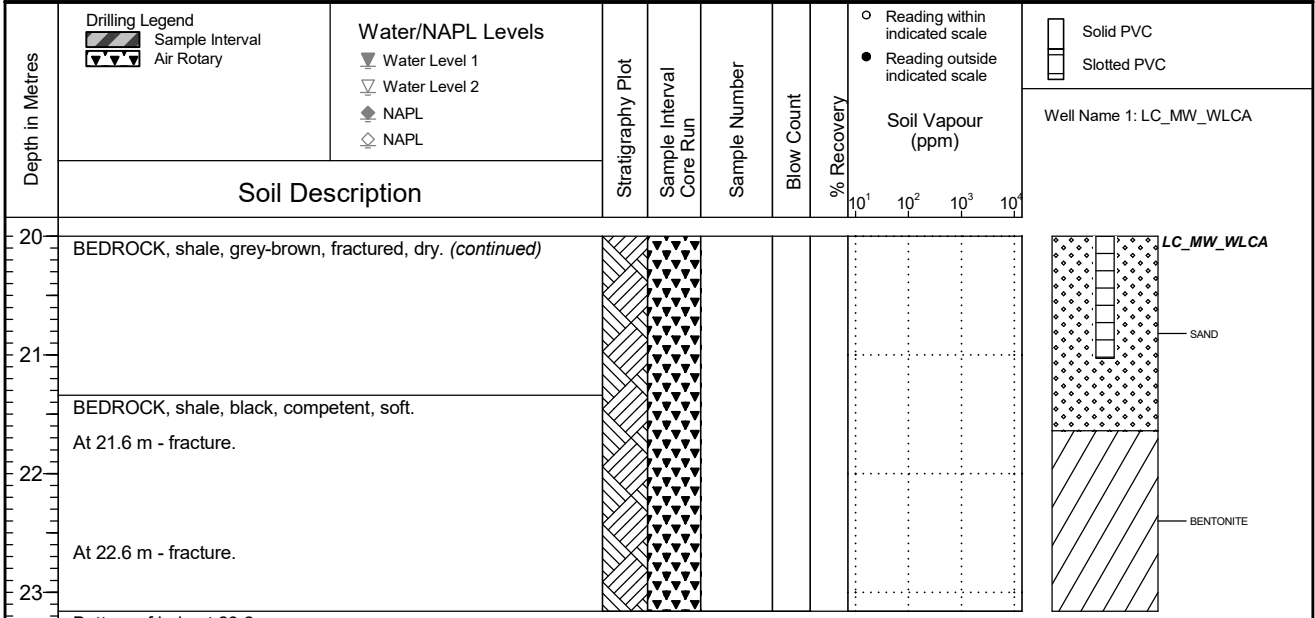 Depth in Metres
Drilling Legend
Sample Interval
Air Rotary
Water/NAPL Levels
Water Level 1
Water Level 2
NAPL
NAPL
Soil Description
Stratigraphy Plot
Sample Interval
Core Run
Sample Number
Blow Count
% Recovery
Reading within
indicated scale
Reading outside
indicated scale
Soil Vapour
(ppm)
10¹ 10² 10³ 10⁴
Solid PVC
Slotted PVC
Well Name 1: LC_MW_WLCA
20
BEDROCK, shale, grey-brown, fractured, dry. (continued)
LC_MW_WLCA
SAND
21
BEDROCK, shale, black, competent, soft.
At 21.6 m - fracture.
22
BENTONITE
At 22.6 m - fracture.
23